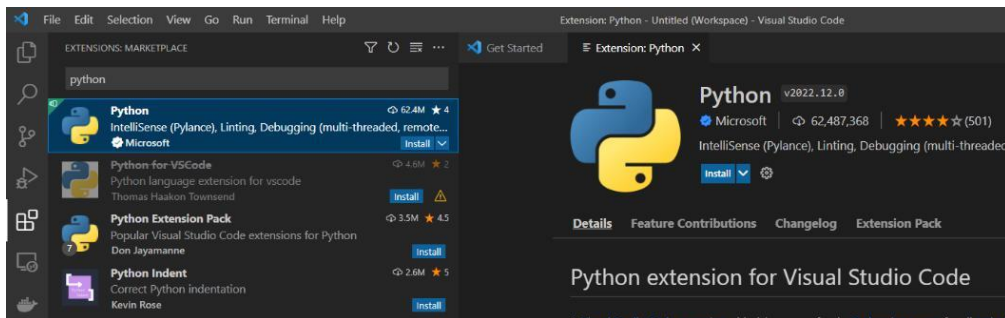 File Edit Selection View Go Run Terminal Help
Extension: Python - Untitled (Workspace) - Visual Studio Code
EXTENSIONS: MARKETPLACE
python
Python 62.4M ★ 4
IntelliSense (Pylance), Linting, Debugging (multi-threaded, remote...
Microsoft Install
Python for VSCode 4.6M ★ 2
Python language extension for vscode
Thomas Haakon Townsend Install
7
Python Extension Pack 3.5M ★ 4.5
Popular Visual Studio Code extensions for Python
Don Jayamanne Install
Python Indent 2.6M ★ 5
Correct Python indentation
Kevin Rose Install
Get Started Extension: Python ×
Python v2022.12.0
Microsoft | 62,487,368 | ★★★★☆(501)
IntelliSense (Pylance), Linting, Debugging (multi-threaded
Install
Details Feature Contributions Changelog Extension Pack
Python extension for Visual Studio Code